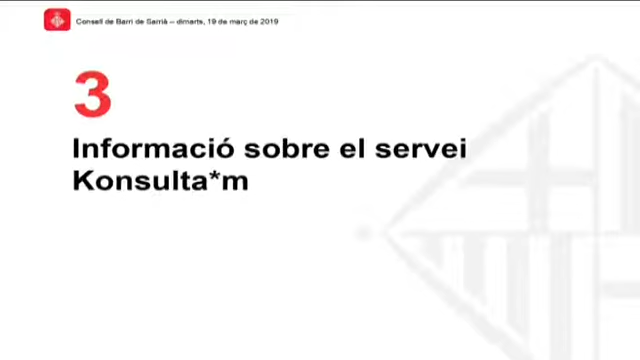 Consell de Barri de Sarrià – dimarts, 19 de març de 2019
3
Informació sobre el servei
Konsulta*m